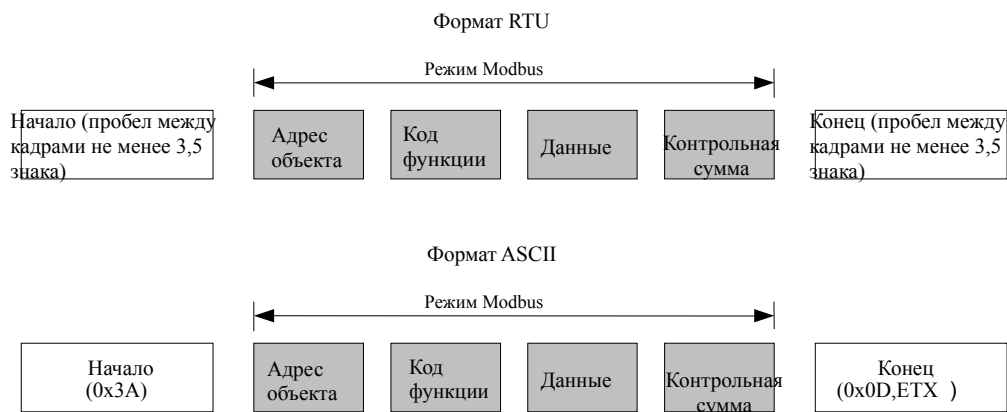 Формат RTU
Режим Modbus
Начало (пробел между
кадрами не менее 3,5
знака)
Адрес
объекта
Код
функции
Данные
Контрольная
сумма
Конец (пробел между
кадрами не менее 3,5
знака)
Формат ASCII
Режим Modbus
Начало
(0x3A)
Адрес
объекта
Код
функции
Данные
Контрольная
сумма
Конец
(0x0D,ETX )